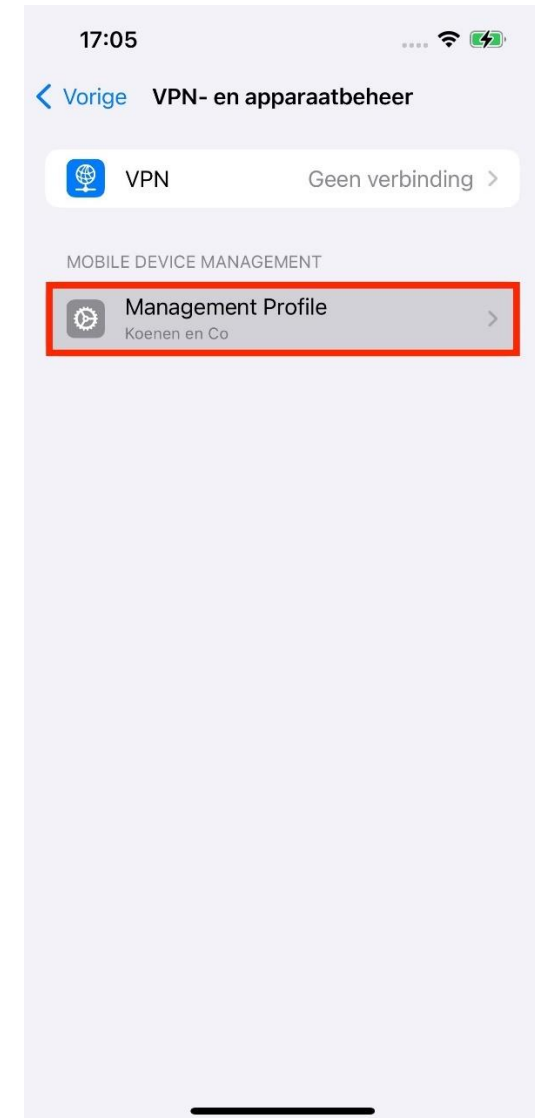 17:05
Vorige VPN- en apparaatbeheer
VPN Geen verbinding
MOBILE DEVICE MANAGEMENT
Management Profile
Koenen en Co